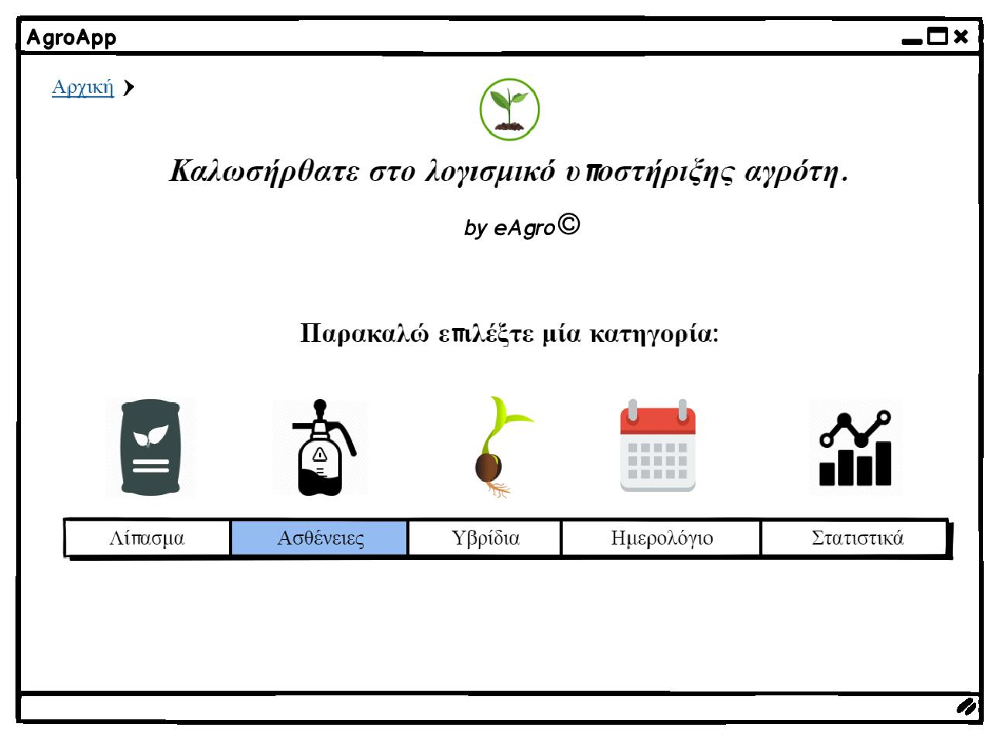 AgroApp
Αρχική
Καλωσήρθατε στο λογισμικό υποστήριξης αγρότη.
by eAgro©
Παρακαλώ επιλέξτε μία κατηγορία:
Λίπασμα Ασθένειες Υβρίδια Ημερολόγιο Στατιστικά